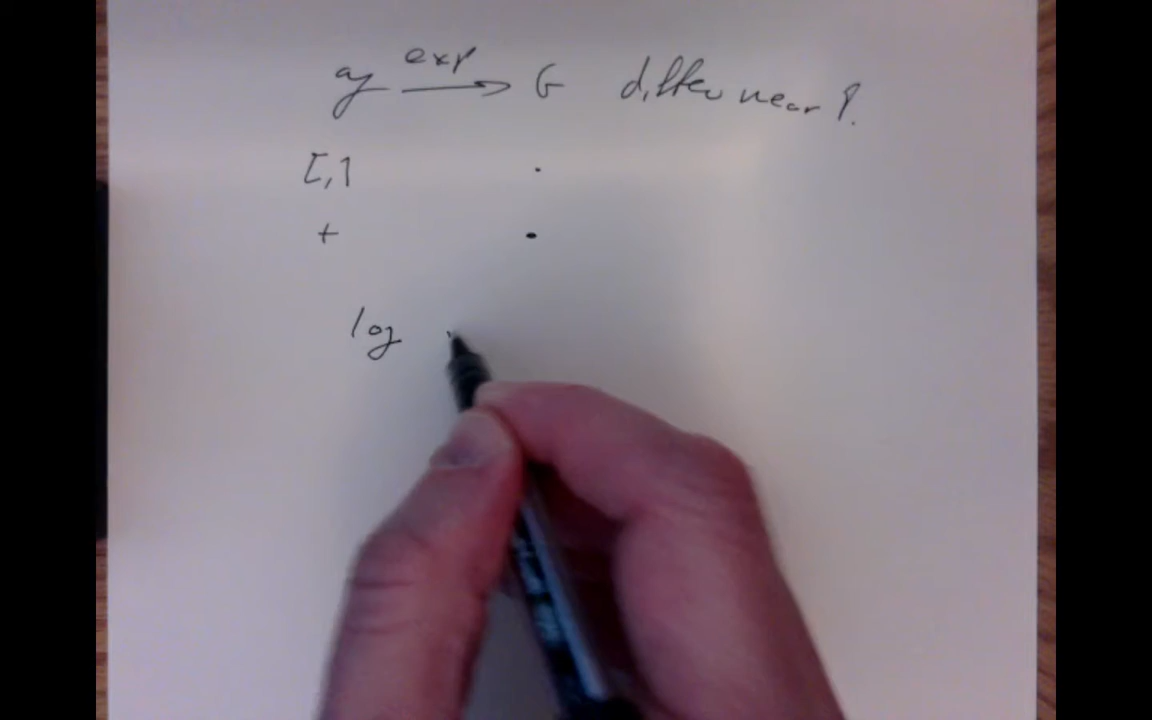 𝔤 exp → G diffeo near 1.
[,] ·
+ ·
log